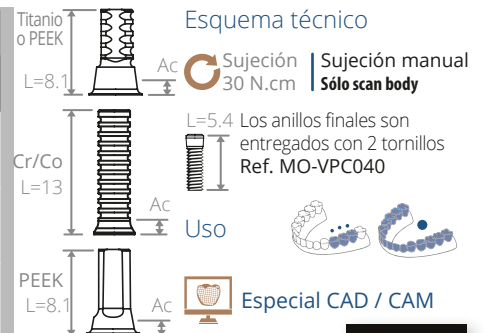 Titanio
o PEEK
L=8.1
Ac
Esquema técnico
Sujeción
30 N.cm
Sujeción manual
Sólo scan body
Cr/Co
L=13
Ac
L=5.4
Los anillos finales son
entregados con 2 tornillos
Ref. MO-VPC040
Uso
PEEK
L=8.1
Ac
Especial CAD / CAM